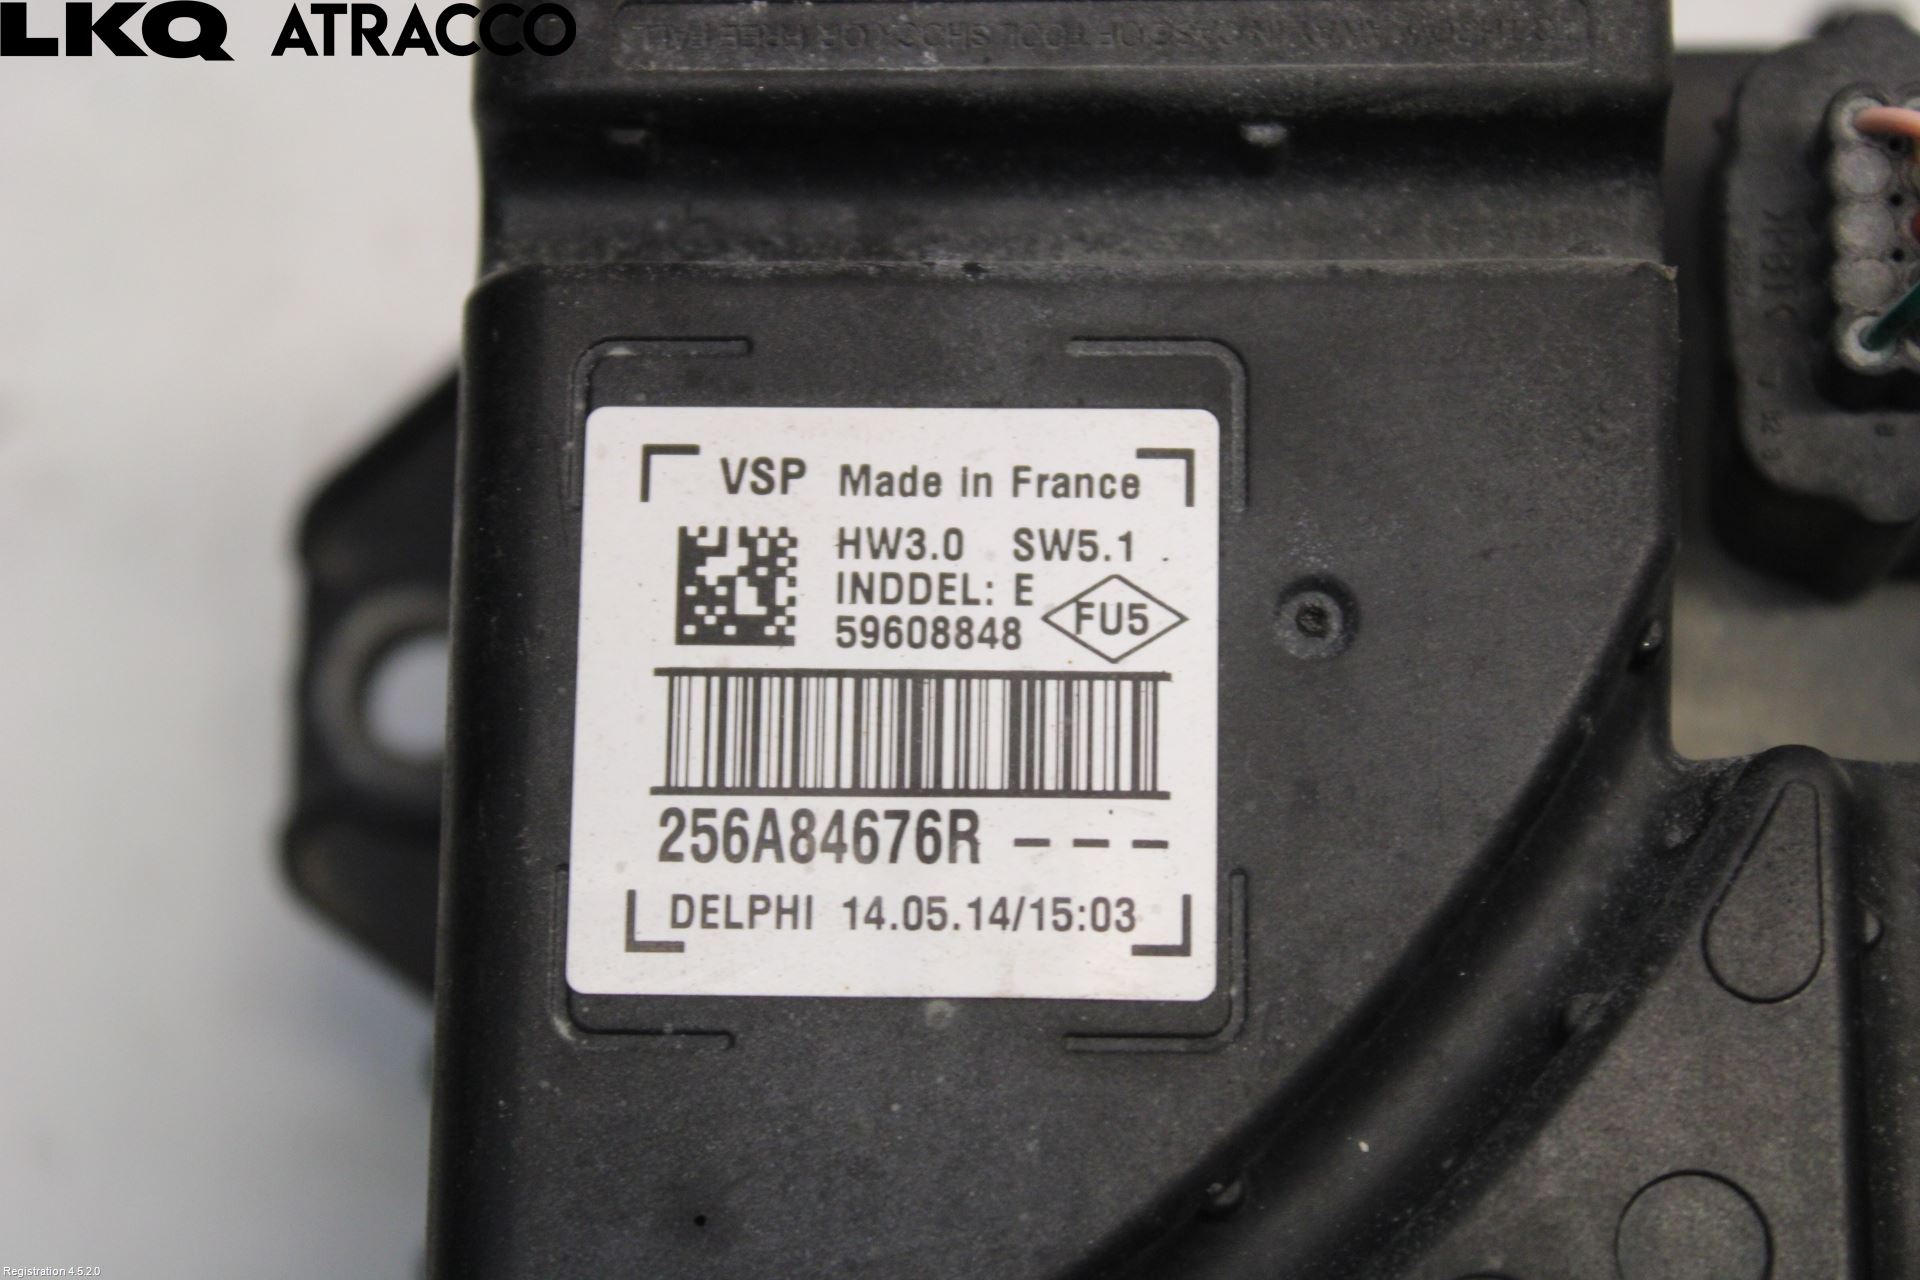 LKQ ATRACCO
VSP Made in France
HW3.0 SW5.1
INDDEL: E
59608848
FU5
256A84676R - - -
DELPHI 14.05.14/15:03
Registration 4.5.2.0